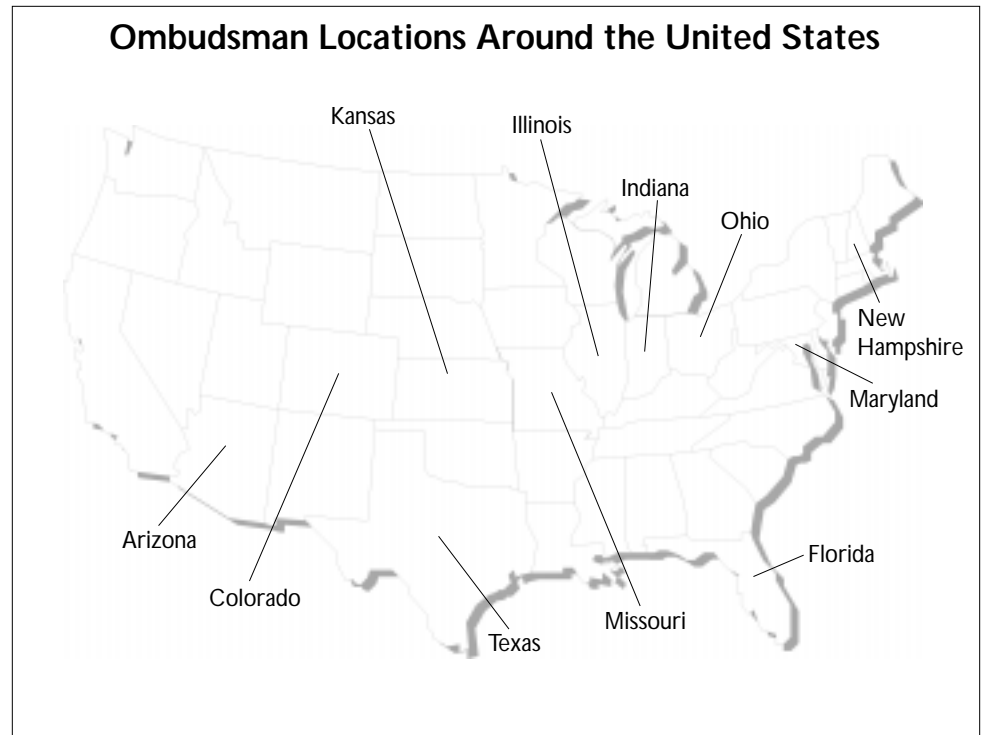 Ombudsman Locations Around the United States
Kansas
Illinois
Indiana
Ohio
New
Hampshire
Maryland
Arizona
Florida
Colorado
Missouri
Texas